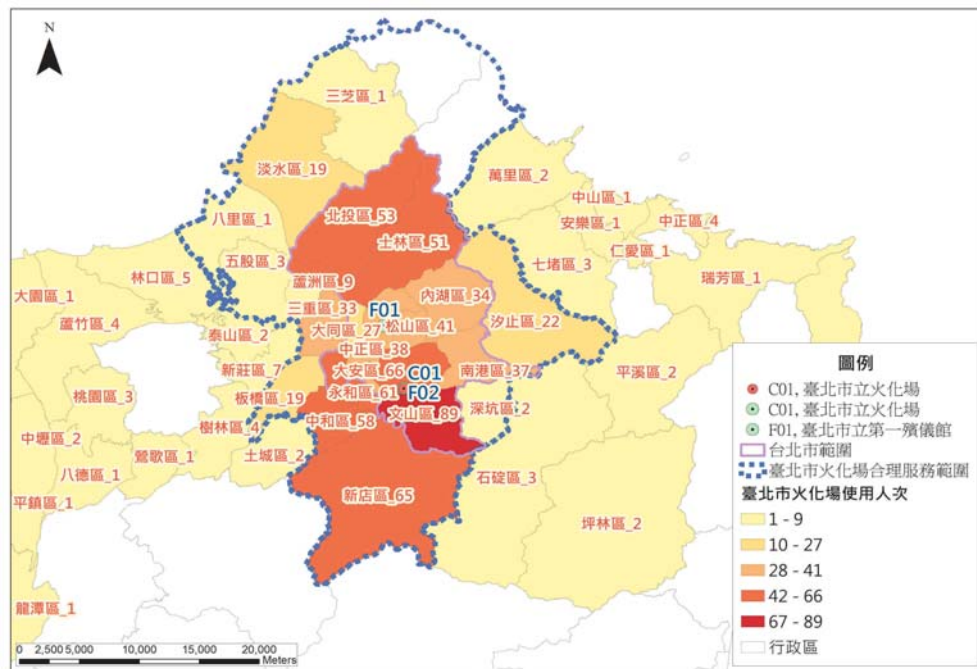 N
三芝區_1
淡水區_19
萬里區_2
中山區_1
北投區_53
八里區_1
安樂區_1
中正區_4
士林區_51
仁愛區_1
五股區_3
七堵區_3
林口區_5
瑞芳區_1
蘆洲區_9
大園區_1
內湖區_34
三重區_33
F01
蘆竹區_4
汐止區_22
大同區_27
松山區_41
泰山區_2
中正區_38
大安區_66
C01
南港區_37
新莊區_7
平溪區_2
永和區_61
F02
桃園區_3
板橋區_19
深坑區_2
文山區_89
樹林區_4
中和區_58
中壢區_2
鶯歌區_1
土城區_2
八德區_1
石碇區_3
新店區_65
平鎮區_1
坪林區_2
龍潭區_1
圖例
C01, 臺北市立火化場
C01, 臺北市立火化場
F01, 臺北市立第一殯儀館
台北市範圍
臺北市火化場合理服務範圍
臺北市火化場使用人次
1 - 9
10 - 27
28 - 41
42 - 66
67 - 89
行政區
0 2,500 5,000 10,000 15,000 20,000
Meters